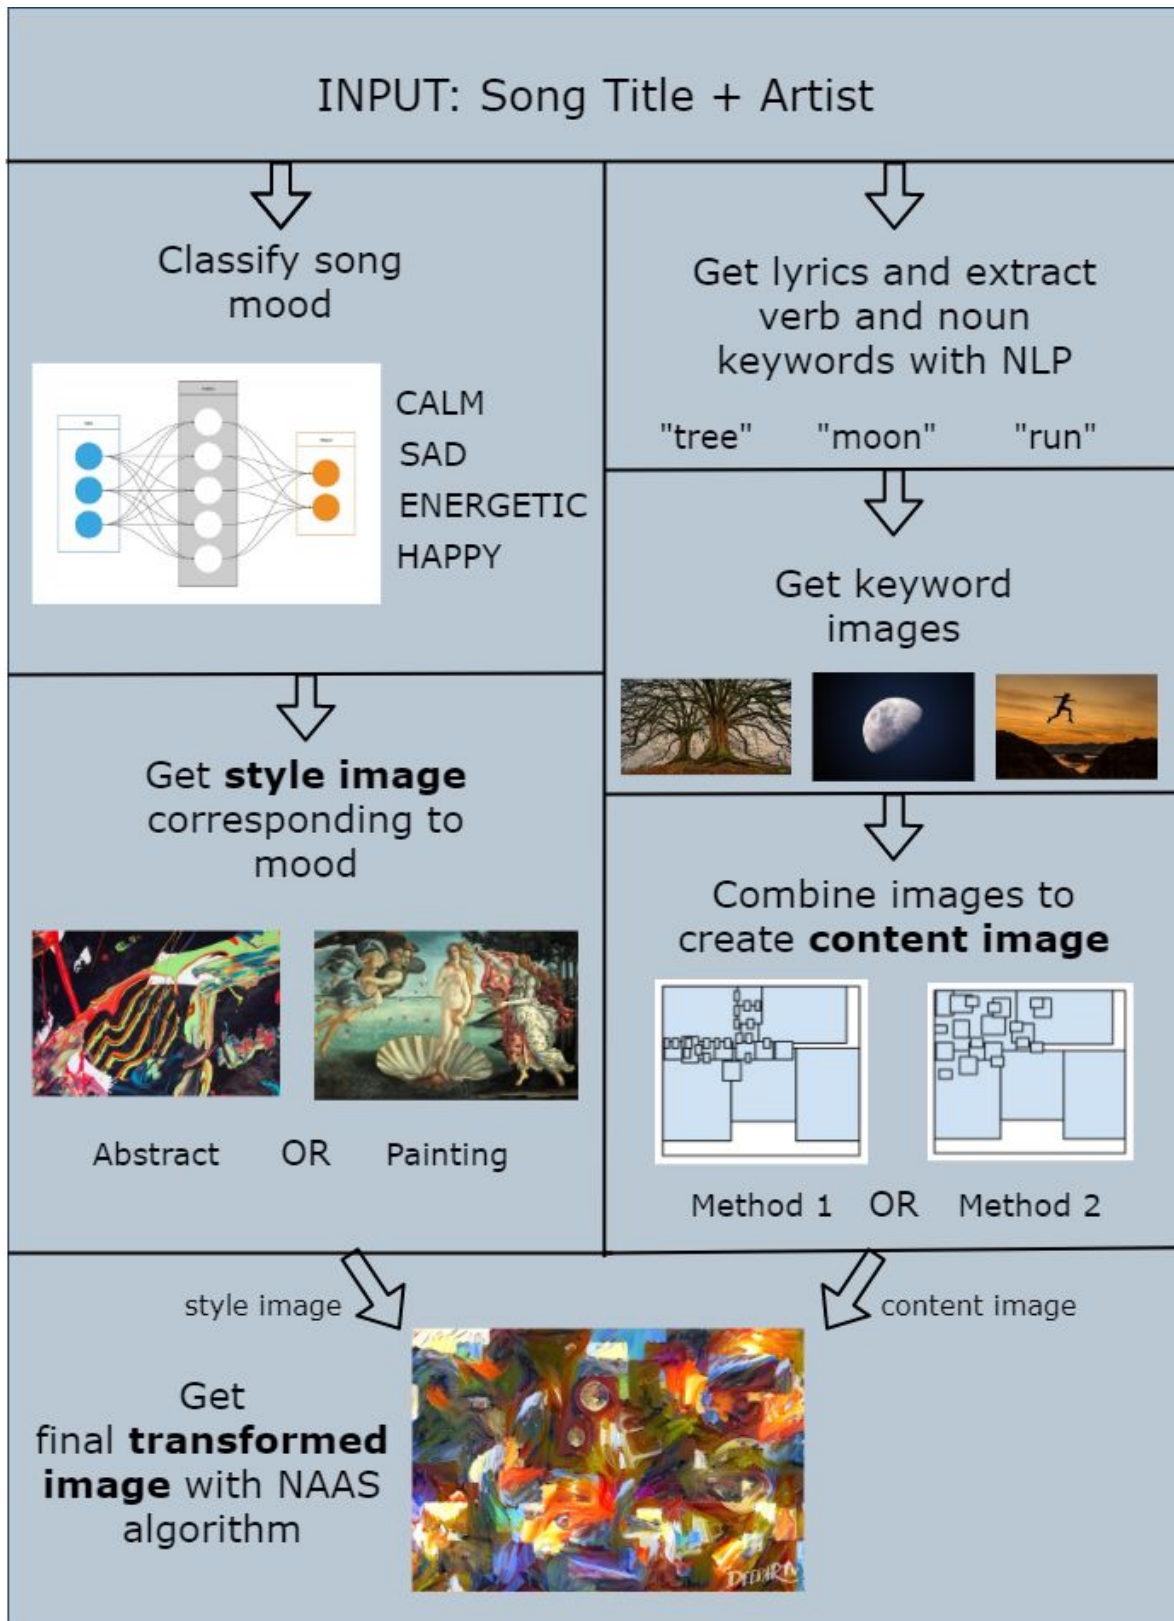 INPUT: Song Title + Artist
Classify song
mood
CALM
SAD
ENERGETIC
HAPPY
Get style image
corresponding to
mood
Abstract OR Painting
Get lyrics and extract
verb and noun
keywords with NLP
"tree" "moon" "run"
Get keyword
images
Combine images to
create content image
Method 1 OR Method 2
style image
content image
Get
final transformed
image with NAAS
algorithm